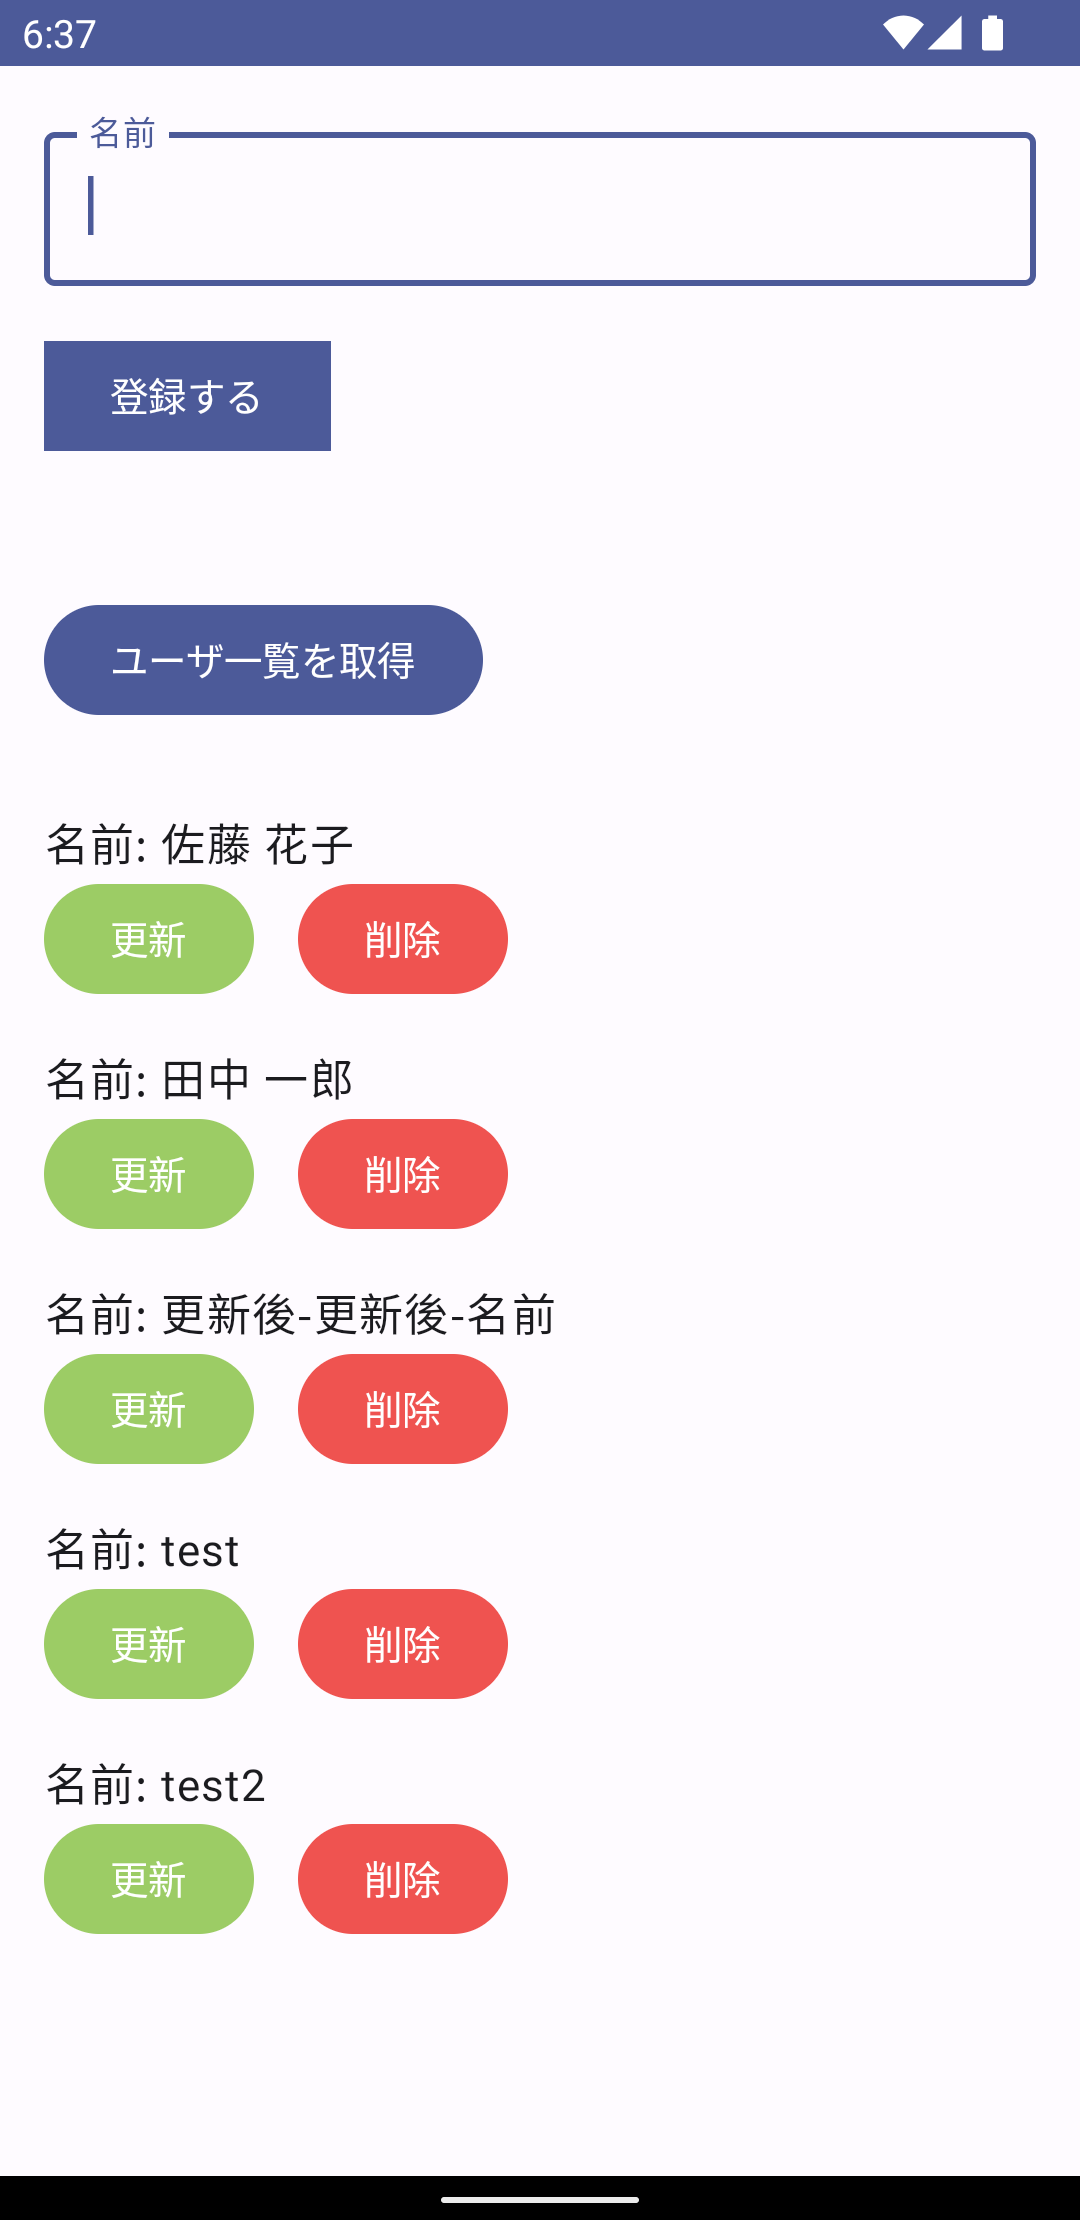 6:37
名前
登録する
ユーザ一覧を取得
名前: 佐藤 花子
更新 削除
名前: 田中 一郎
更新 削除
名前: 更新後-更新後-名前
更新 削除
名前: test
更新 削除
名前: test2
更新 削除